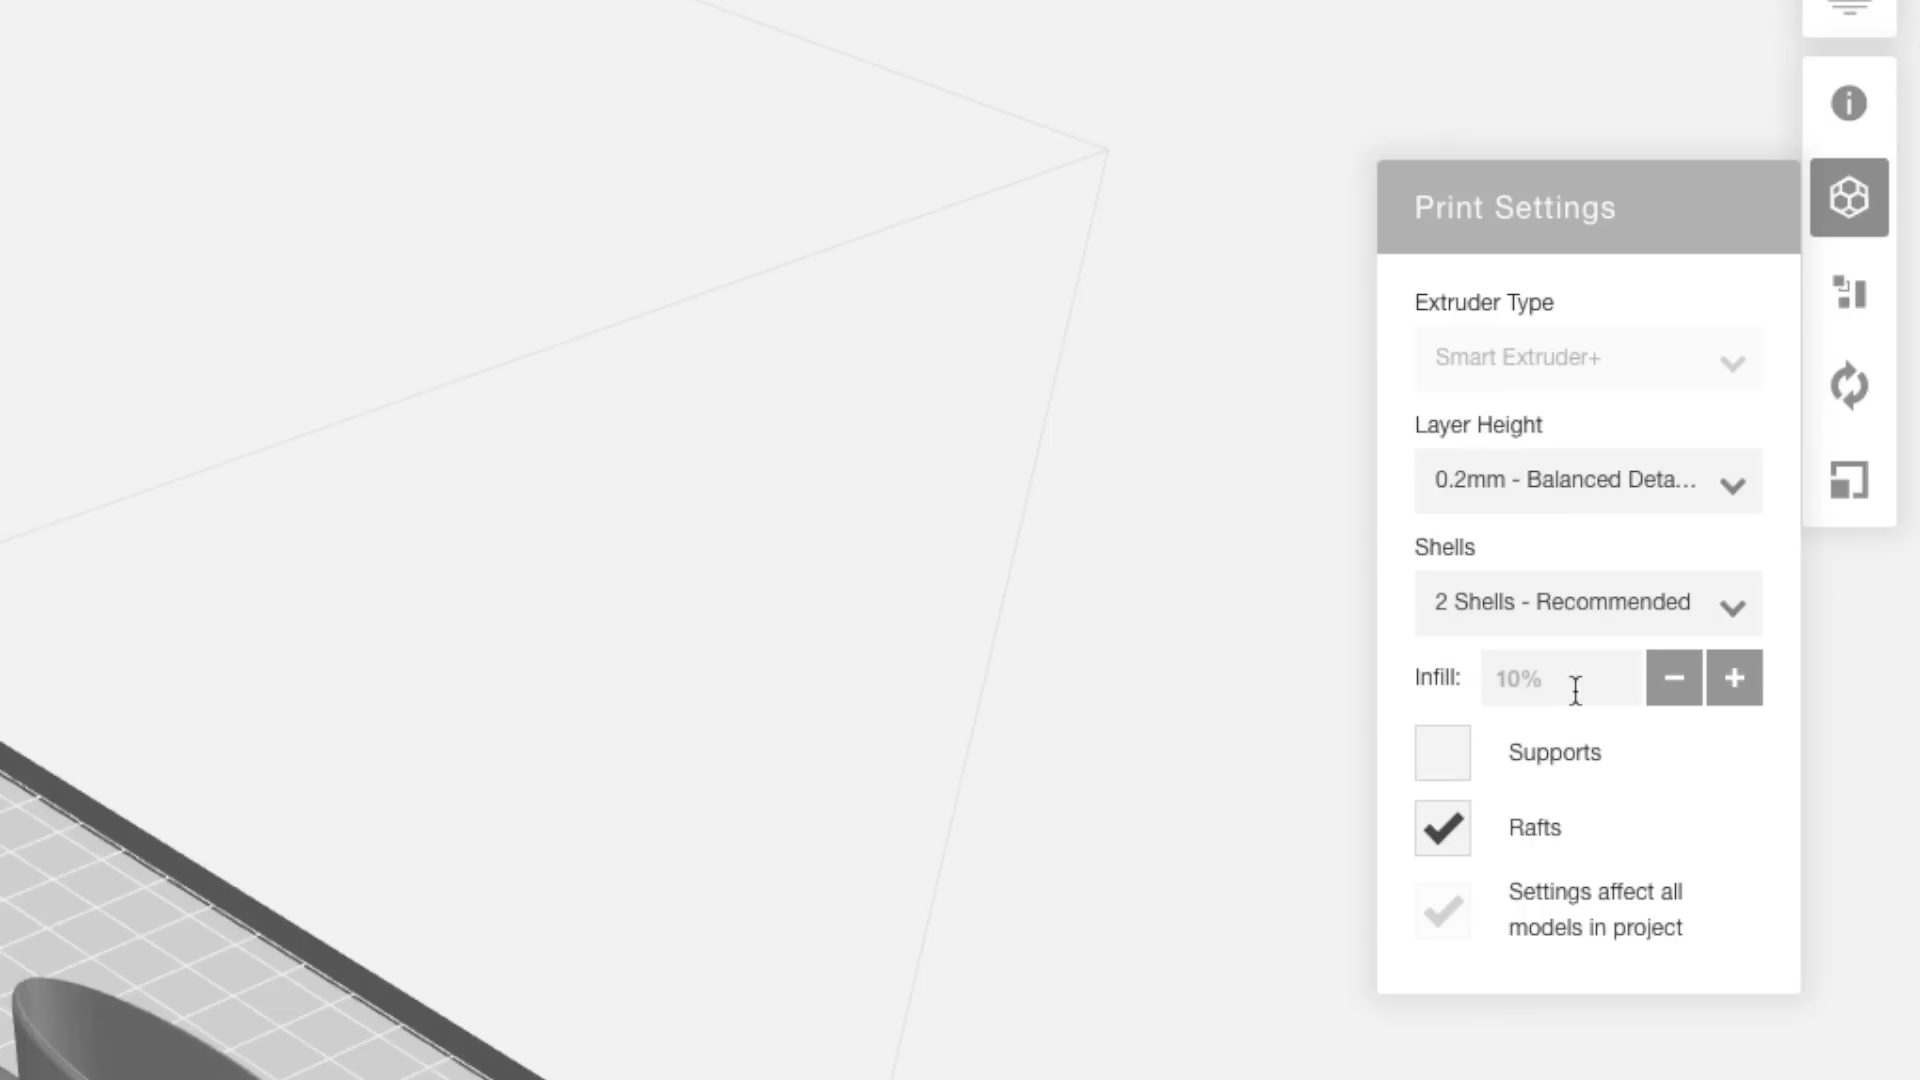 Print Settings
Extruder Type
Smart Extruder+
Layer Height
0.2mm - Balanced Deta...
Shells
2 Shells - Recommended
Infill: 10%
Supports
Rafts
Settings affect all
models in project